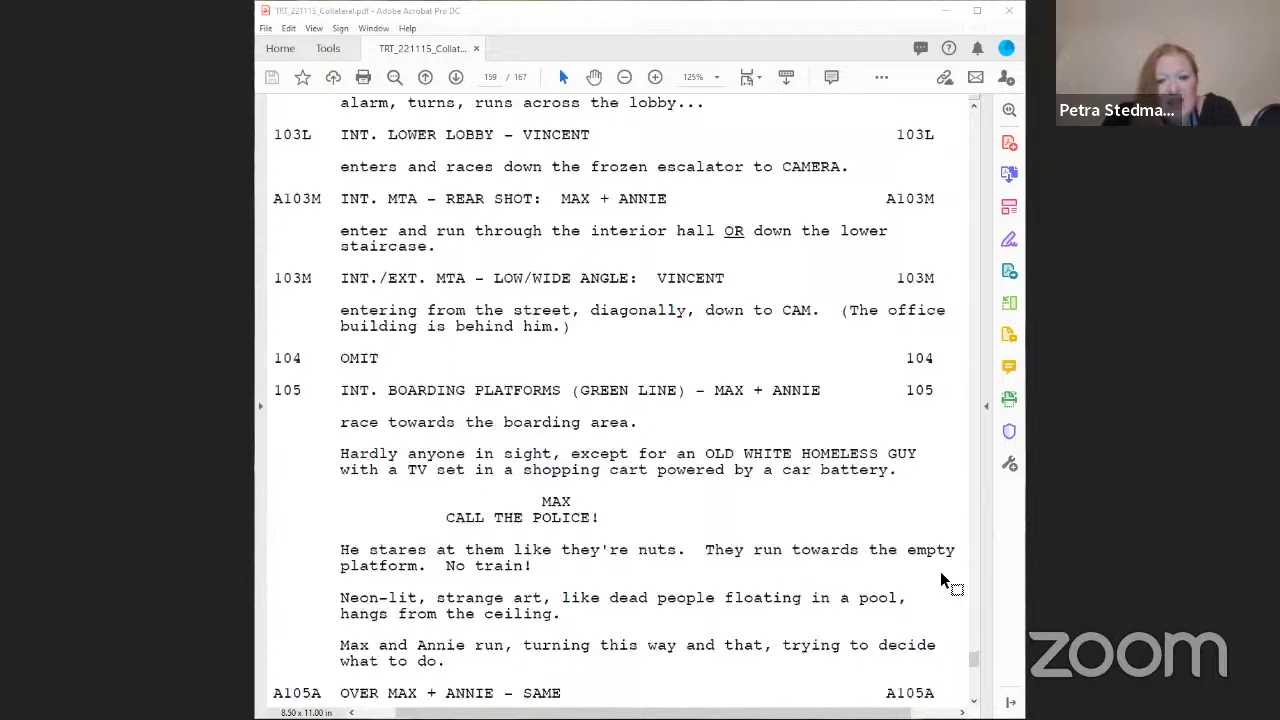 TRT_221115_Collateral.pdf - Adobe Acrobat Pro DC
File Edit View Sign Window Help
Home Tools TRT_221115_Collat... ×
159 / 167 125%
Petra Stedma...
alarm, turns, runs across the lobby...
103L INT. LOWER LOBBY - VINCENT 103L
enters and races down the frozen escalator to CAMERA.
A103M INT. MTA - REAR SHOT: MAX + ANNIE A103M
enter and run through the interior hall OR down the lower
staircase.
103M INT./EXT. MTA - LOW/WIDE ANGLE: VINCENT 103M
entering from the street, diagonally, down to CAM. (The office
building is behind him.)
104 OMIT 104
105 INT. BOARDING PLATFORMS (GREEN LINE) - MAX + ANNIE 105
race towards the boarding area.
Hardly anyone in sight, except for an OLD WHITE HOMELESS GUY
with a TV set in a shopping cart powered by a car battery.
MAX
CALL THE POLICE!
He stares at them like they're nuts. They run towards the empty
platform. No train!
Neon-lit, strange art, like dead people floating in a pool,
hangs from the ceiling.
Max and Annie run, turning this way and that, trying to decide
what to do.
A105A OVER MAX + ANNIE - SAME A105A
8.50 x 11.00 in
zoom